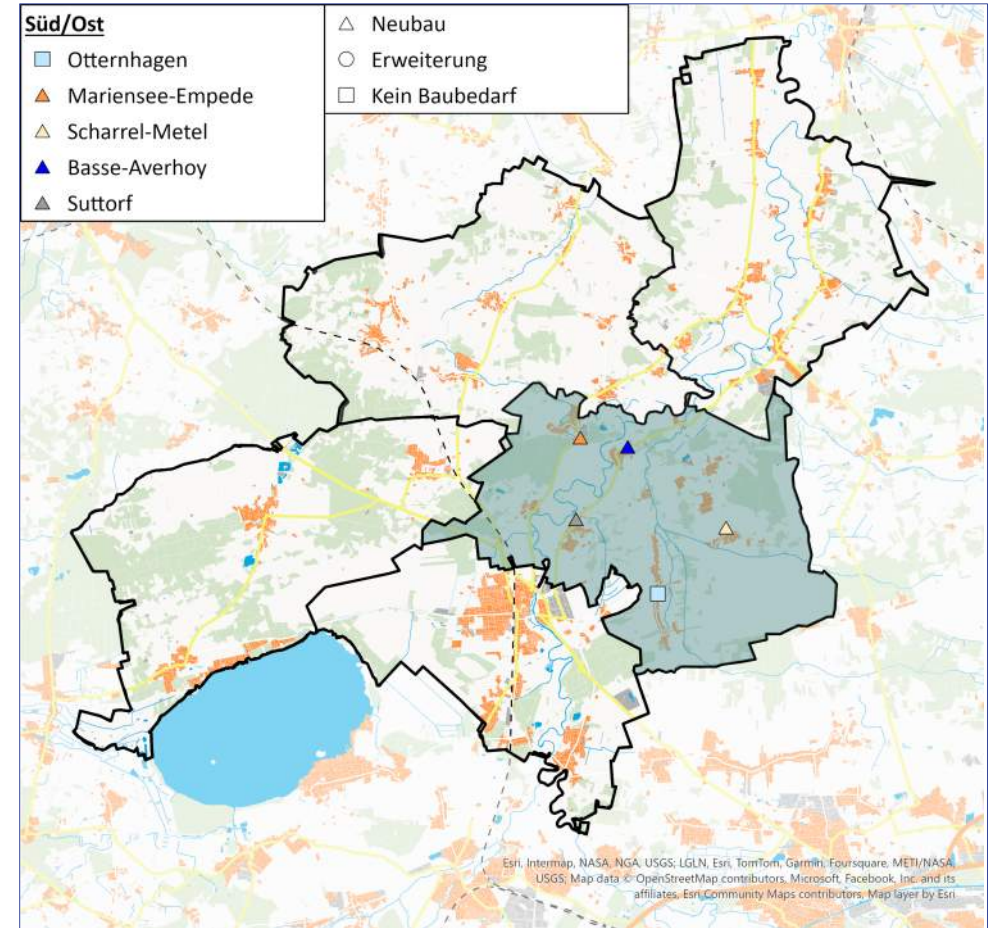 Süd/Ost
Otternhagen
Mariensee-Empede
Scharrel-Metel
Basse-Averhoy
Suttorf
Neubau
Erweiterung
Kein Baubedarf
Esri, Intermap, NASA, NGA, USGS; LGLN, Esri, TomTom, Garmin, Foursquare, METI/NASA,
USGS; Map data © OpenStreetMap contributors, Microsoft, Facebook, Inc. and its
affiliates, Esri Community Maps contributors, Map layer by Esri